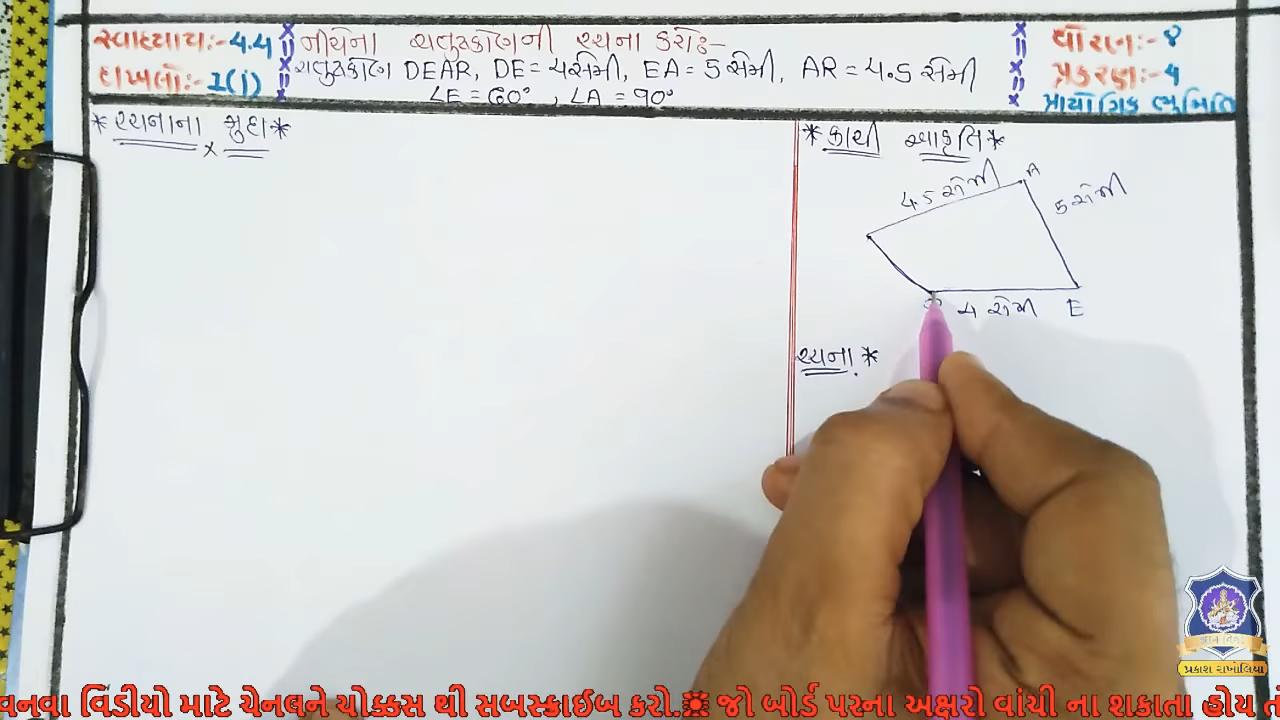 સ્વાધ્યાય:- 4.4
દાખલો:- 1(i)
નીચેના ચતુષ્કોણની રચના કરો:-
ચતુષ્કોણ DEAR, DE = 4 સેમી, EA = 5 સેમી, AR = 4.5 સેમી
∠E = 60°, ∠A = 90°
ધોરણ:- 8
પ્રકરણ:- 4
પ્રાયોગિક ભૂમિતિ
*રચનાના મુદ્દા*
*કાચી આકૃતિ*
A
4.5 સેમી
5 સેમી
4 સેમી E
રચના *
પ્રકાશ રાખોલિયા
વનવા વિડીયો માટે ચેનલને ચોક્કસ થી સબસ્ક્રાઈબ કરો. જો બોર્ડ પરના અક્ષરો વાંચી ના શકાતા હોય